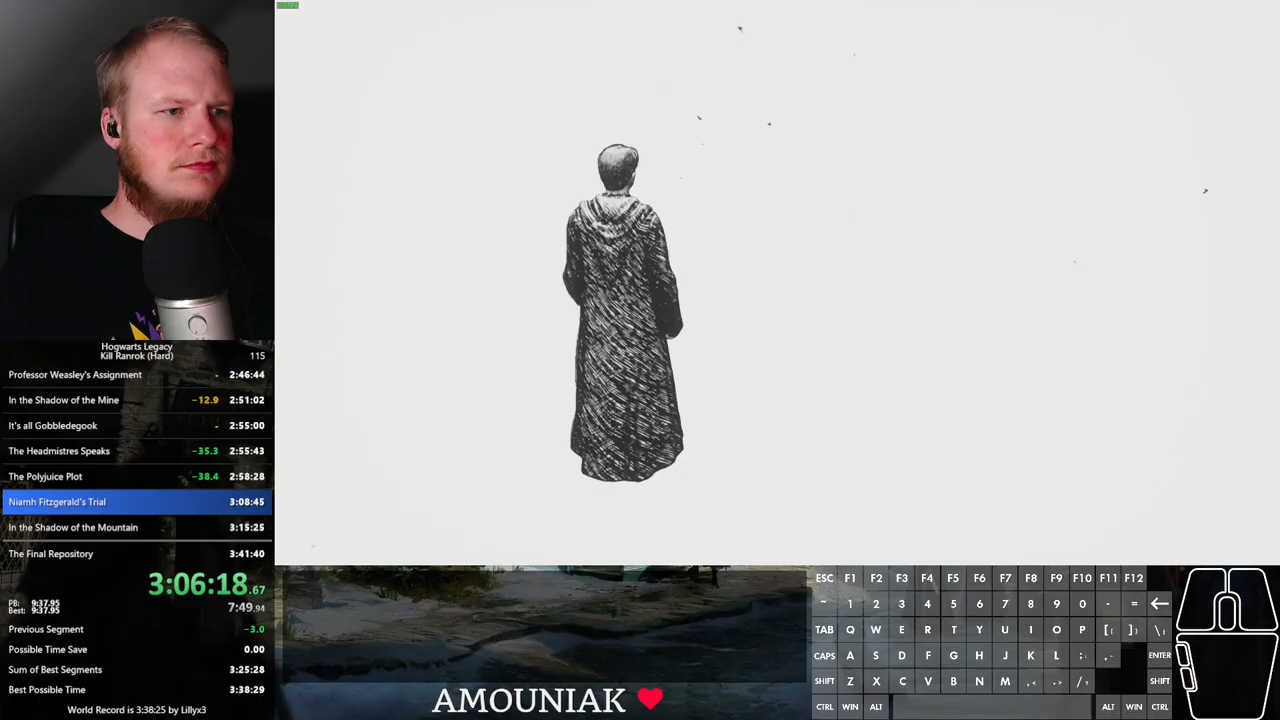 Hogwarts Legacy
Kill Ranrok (Hard) 115
Professor Weasley's Assignment - 2:46:44
In the Shadow of the Mine −12.9 2:51:02
It's all Gobbledegook - 2:55:00
The Headmistres Speaks −35.3 2:55:43
The Polyjuice Plot −38.4 2:58:28
Niamh Fitzgerald's Trial 3:08:45
In the Shadow of the Mountain 3:15:25
The Final Repository 3:41:40
3:06:18.67
PB: 9:37.95 7:49.94
Best: 9:37.95
Previous Segment −3.0
Possible Time Save 0.00
Sum of Best Segments 3:25:28
Best Possible Time 3:38:29
World Record is 3:38:25 by Lillyx3
AMOUNIAK
ESC F1 F2 F3 F4 F5 F6 F7 F8 F9 F10 F11 F12
~ 1 2 3 4 5 6 7 8 9 0 - =
TAB Q W E R T Y U I O P [{ ]} \|
CAPS A S D F G H J K L ENTER
SHIFT Z X C V B N M SHIFT
CTRL WIN ALT ALT WIN CTRL